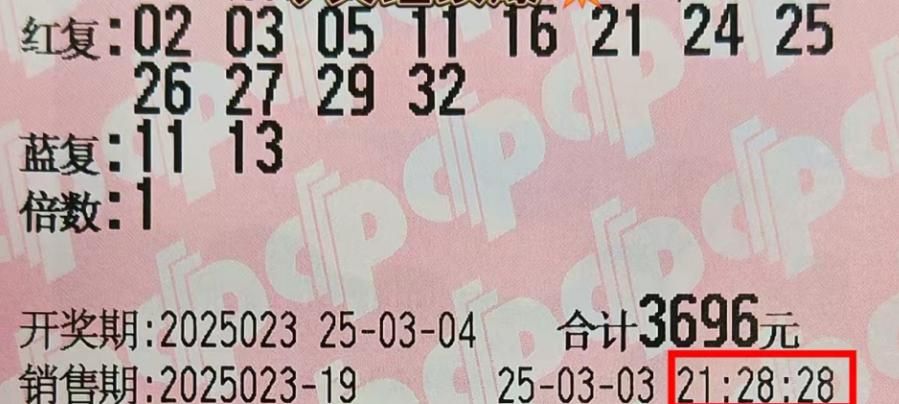 红复:02 03 05 11 16 21 24 25
26 27 29 32
蓝复:11 13
倍数:1
开奖期:2025023 25-03-04 合计3696元
销售期:2025023-19 25-03-03 21:28:28